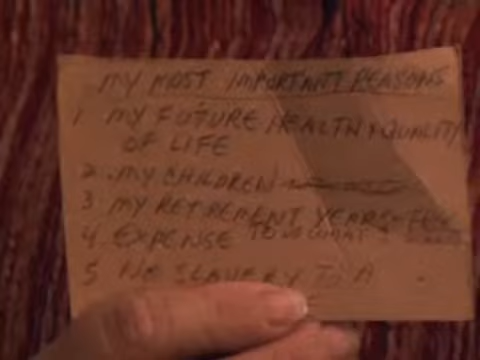 MY MOST IMPORTANT REASONS
1 MY FUTURE HEALTH & QUALITY
OF LIFE
2. MY CHILDREN
3 MY RETIREMENT YEARS
4. EXPENSE TO
5 NO SLAVERY TO A